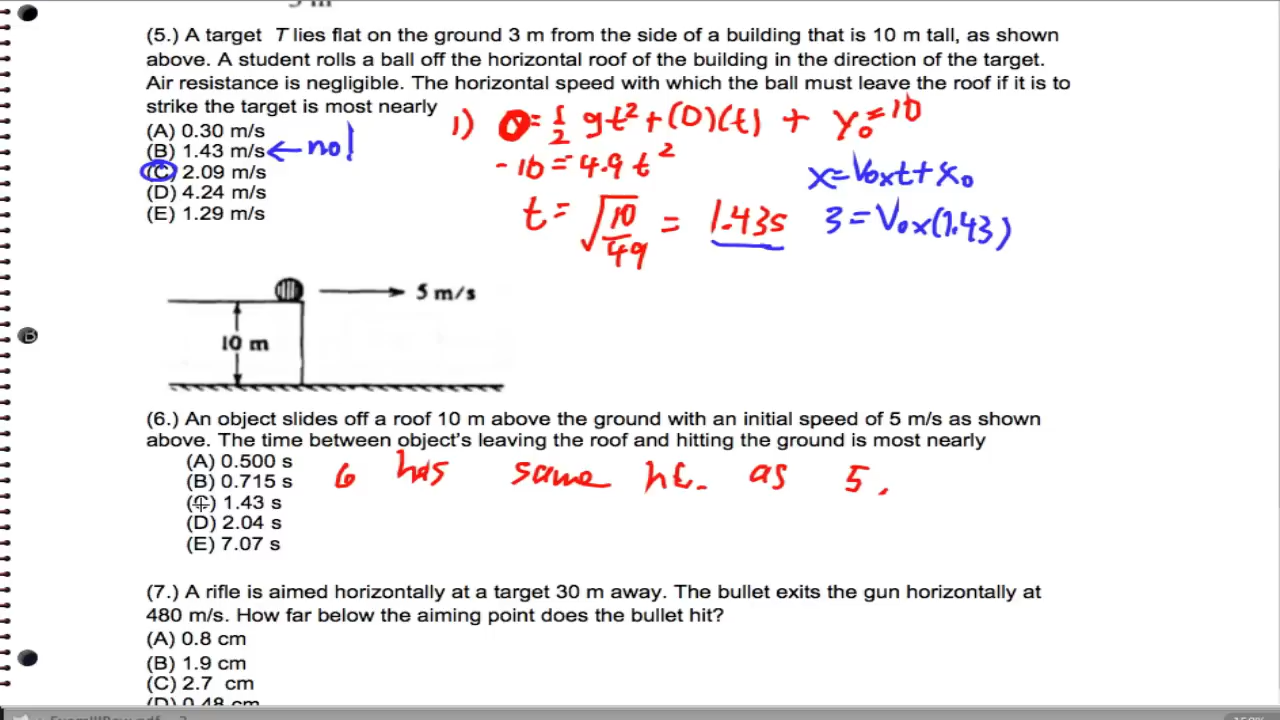 (5.) A target T lies flat on the ground 3 m from the side of a building that is 10 m tall, as shown
above. A student rolls a ball off the horizontal roof of the building in the direction of the target.
Air resistance is negligible. The horizontal speed with which the ball must leave the roof if it is to
strike the target is most nearly
1) 0 = 1/2 gt² + (0)(t) + y₀=10
(A) 0.30 m/s
(B) 1.43 m/s ← no!
-10 = 4.9 t²
(C) 2.09 m/s
x = V₀xt + x₀
(D) 4.24 m/s
(E) 1.29 m/s
t = √10/49 = 1.43s
3 = V₀x(1.43)
5 m/s
10 m
(6.) An object slides off a roof 10 m above the ground with an initial speed of 5 m/s as shown
above. The time between object's leaving the roof and hitting the ground is most nearly
(A) 0.500 s
(B) 0.715 s
6 has same ht. as 5.
(C) 1.43 s
(D) 2.04 s
(E) 7.07 s
(7.) A rifle is aimed horizontally at a target 30 m away. The bullet exits the gun horizontally at
480 m/s. How far below the aiming point does the bullet hit?
(A) 0.8 cm
(B) 1.9 cm
(C) 2.7 cm
(D) 0.48 cm